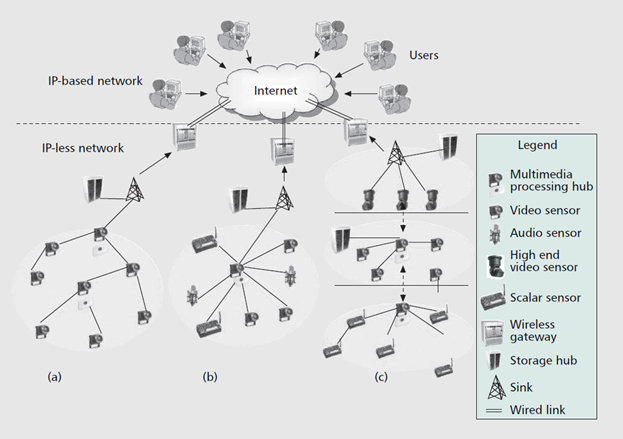 Users
IP-based network
Internet
IP-less network
Legend
Multimedia
processing hub
Video sensor
Audio sensor
High end
video sensor
Scalar sensor
Wireless
gateway
Storage hub
Sink
Wired link
(a)
(b)
(c)